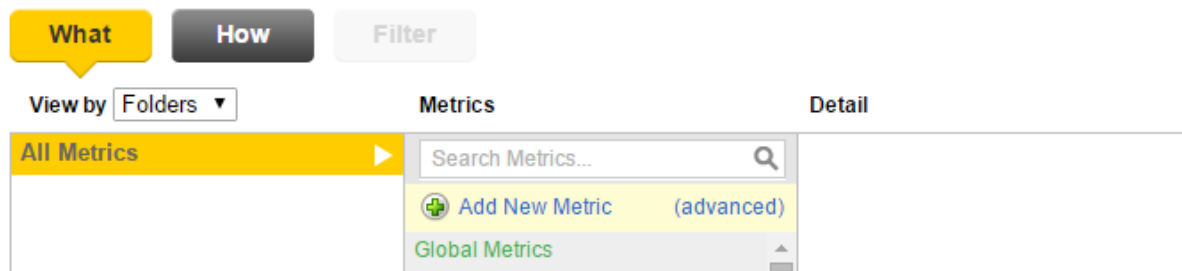 What How Filter
View by Folders ▼ Metrics Detail
All Metrics
Search Metrics...
Add New Metric (advanced)
Global Metrics